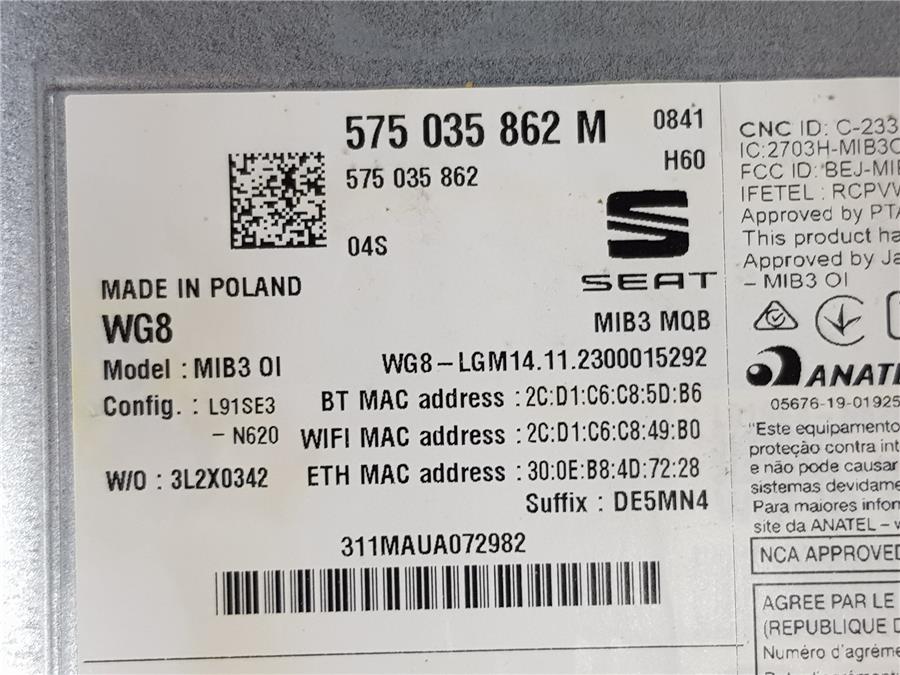 575 035 862 M 0841
575 035 862 H60
04S
SEAT
MADE IN POLAND
WG8 MIB3 MQB
Model : MIB3 OI WG8-LGM14.11.2300015292
Config. : L91SE3 BT MAC address : 2C:D1:C6:C8:5D:B6
- N620 WIFI MAC address : 2C:D1:C6:C8:49:B0
W/O : 3L2X0342 ETH MAC address : 30:0E:B8:4D:72:28
Suffix : DE5MN4
311MAUA072982
CNC ID: C-233
IC:2703H-MIB3O
FCC ID: BEJ-MIB
IFETEL : RCPVW
Approved by PTA
This product ha
Approved by Ja
- MIB3 OI
ANATEL
05676-19-01925
"Este equipamento
proteção contra int
e não pode causar
sistemas devidame
Para maiores infor
site da ANATEL - w
NCA APPROVED
AGREE PAR LE
(REPUBLIQUE D
Numéro d'agréme